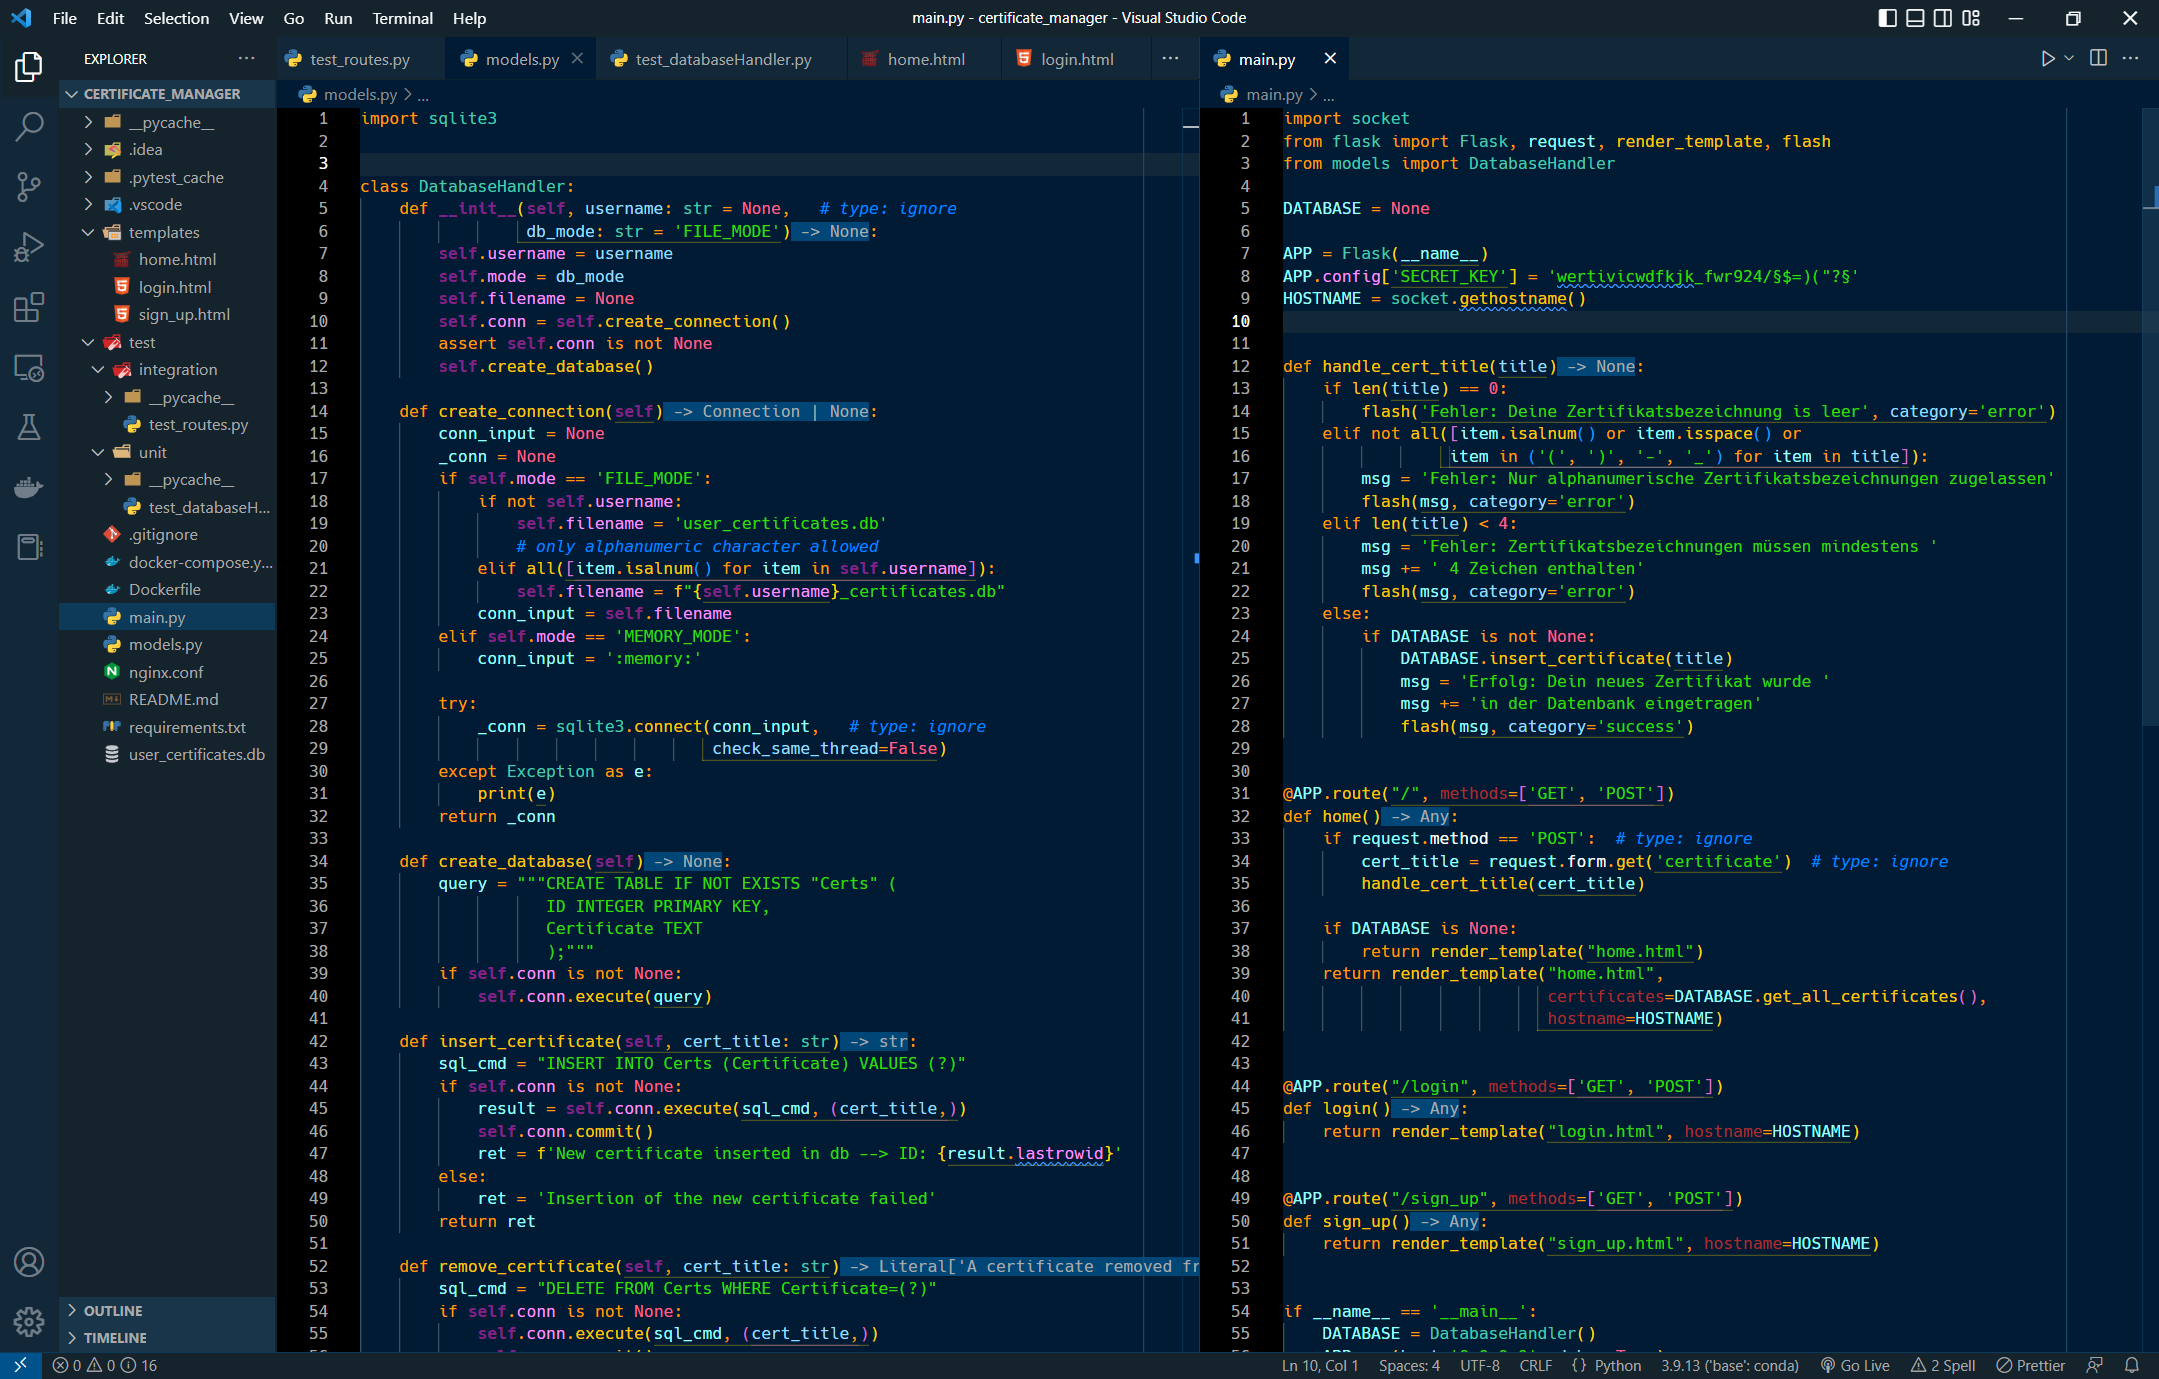 File Edit Selection View Go Run Terminal Help
main.py - certificate_manager - Visual Studio Code
EXPLORER
CERTIFICATE_MANAGER
__pycache__
.idea
.pytest_cache
.vscode
templates
home.html
login.html
sign_up.html
test
integration
__pycache__
test_routes.py
unit
__pycache__
test_databaseH...
.gitignore
docker-compose.y...
Dockerfile
main.py
models.py
nginx.conf
README.md
requirements.txt
user_certificates.db
OUTLINE
TIMELINE
test_routes.py models.py test_databaseHandler.py home.html login.html
models.py > ...
1 import sqlite3
2
3
4 class DatabaseHandler:
5 def __init__(self, username: str = None, # type: ignore
6 db_mode: str = 'FILE_MODE') -> None:
7 self.username = username
8 self.mode = db_mode
9 self.filename = None
10 self.conn = self.create_connection()
11 assert self.conn is not None
12 self.create_database()
13
14 def create_connection(self) -> Connection | None:
15 conn_input = None
16 _conn = None
17 if self.mode == 'FILE_MODE':
18 if not self.username:
19 self.filename = 'user_certificates.db'
20 # only alphanumeric character allowed
21 elif all([item.isalnum() for item in self.username]):
22 self.filename = f"{self.username}_certificates.db"
23 conn_input = self.filename
24 elif self.mode == 'MEMORY_MODE':
25 conn_input = ':memory:'
26
27 try:
28 _conn = sqlite3.connect(conn_input, # type: ignore
29 check_same_thread=False)
30 except Exception as e:
31 print(e)
32 return _conn
33
34 def create_database(self) -> None:
35 query = """CREATE TABLE IF NOT EXISTS "Certs" (
36 ID INTEGER PRIMARY KEY,
37 Certificate TEXT
38 );"""
39 if self.conn is not None:
40 self.conn.execute(query)
41
42 def insert_certificate(self, cert_title: str) -> str:
43 sql_cmd = "INSERT INTO Certs (Certificate) VALUES (?)"
44 if self.conn is not None:
45 result = self.conn.execute(sql_cmd, (cert_title,))
46 self.conn.commit()
47 ret = f'New certificate inserted in db --> ID: {result.lastrowid}'
48 else:
49 ret = 'Insertion of the new certificate failed'
50 return ret
51
52 def remove_certificate(self, cert_title: str) -> Literal['A certificate removed fr
53 sql_cmd = "DELETE FROM Certs WHERE Certificate=(?)"
54 if self.conn is not None:
55 self.conn.execute(sql_cmd, (cert_title,))
main.py
main.py > ...
1 import socket
2 from flask import Flask, request, render_template, flash
3 from models import DatabaseHandler
4
5 DATABASE = None
6
7 APP = Flask(__name__)
8 APP.config['SECRET_KEY'] = 'wertivicwdfkjk_fwr924/§$=)("?§'
9 HOSTNAME = socket.gethostname()
10
11
12 def handle_cert_title(title) -> None:
13 if len(title) == 0:
14 flash('Fehler: Deine Zertifikatsbezeichnung is leer', category='error')
15 elif not all([item.isalnum() or item.isspace() or
16 item in ('(', ')', '-', '_') for item in title]):
17 msg = 'Fehler: Nur alphanumerische Zertifikatsbezeichnungen zugelassen'
18 flash(msg, category='error')
19 elif len(title) < 4:
20 msg = 'Fehler: Zertifikatsbezeichnungen müssen mindestens '
21 msg += ' 4 Zeichen enthalten'
22 flash(msg, category='error')
23 else:
24 if DATABASE is not None:
25 DATABASE.insert_certificate(title)
26 msg = 'Erfolg: Dein neues Zertifikat wurde '
27 msg += 'in der Datenbank eingetragen'
28 flash(msg, category='success')
29
30
31 @APP.route("/", methods=['GET', 'POST'])
32 def home() -> Any:
33 if request.method == 'POST': # type: ignore
34 cert_title = request.form.get('certificate') # type: ignore
35 handle_cert_title(cert_title)
36
37 if DATABASE is None:
38 return render_template("home.html")
39 return render_template("home.html",
40 certificates=DATABASE.get_all_certificates(),
41 hostname=HOSTNAME)
42
43
44 @APP.route("/login", methods=['GET', 'POST'])
45 def login() -> Any:
46 return render_template("login.html", hostname=HOSTNAME)
47
48
49 @APP.route("/sign_up", methods=['GET', 'POST'])
50 def sign_up() -> Any:
51 return render_template("sign_up.html", hostname=HOSTNAME)
52
53
54 if __name__ == '__main__':
55 DATABASE = DatabaseHandler()
0 0 16 Ln 10, Col 1 Spaces: 4 UTF-8 CRLF {} Python 3.9.13 ('base': conda) Go Live 2 Spell Prettier